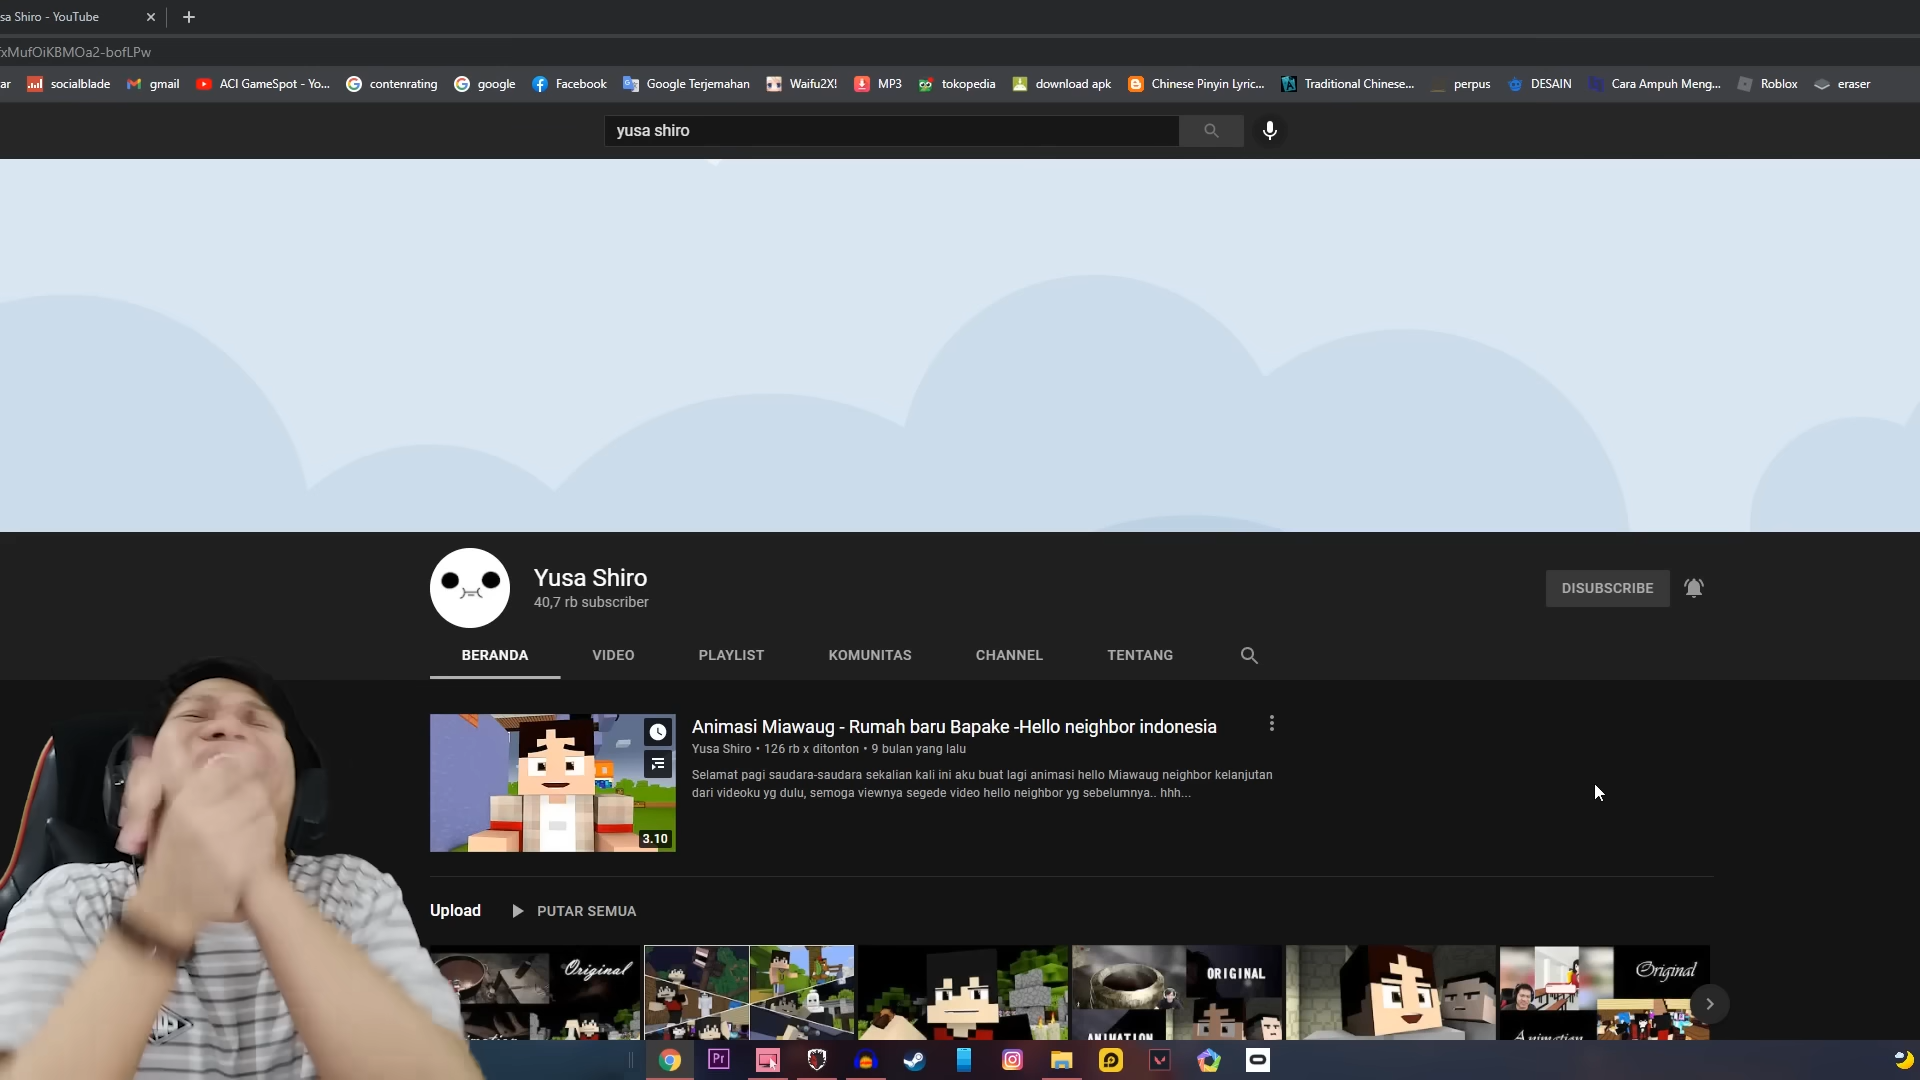 sa Shiro - YouTube
fxMufOiKBMOa2-bofLPw
ar socialblade gmail ACI GameSpot - Yo... contenrating google Facebook Google Terjemahan Waifu2X! MP3 tokopedia download apk Chinese Pinyin Lyric... Traditional Chinese... perpus DESAIN Cara Ampuh Meng... Roblox eraser
yusa shiro
Yusa Shiro
40,7 rb subscriber
DISUBSCRIBE
BERANDA VIDEO PLAYLIST KOMUNITAS CHANNEL TENTANG
Animasi Miawaug - Rumah baru Bapake -Hello neighbor indonesia
Yusa Shiro • 126 rb x ditonton • 9 bulan yang lalu
Selamat pagi saudara-saudara sekalian kali ini aku buat lagi animasi hello Miawaug neighbor kelanjutan
dari videoku yg dulu, semoga viewnya segede video hello neighbor yg sebelumnya.. hhh...
3.10
Upload PUTAR SEMUA
Original
ORIGINAL
Original
ANIMATION
Animation
Pr